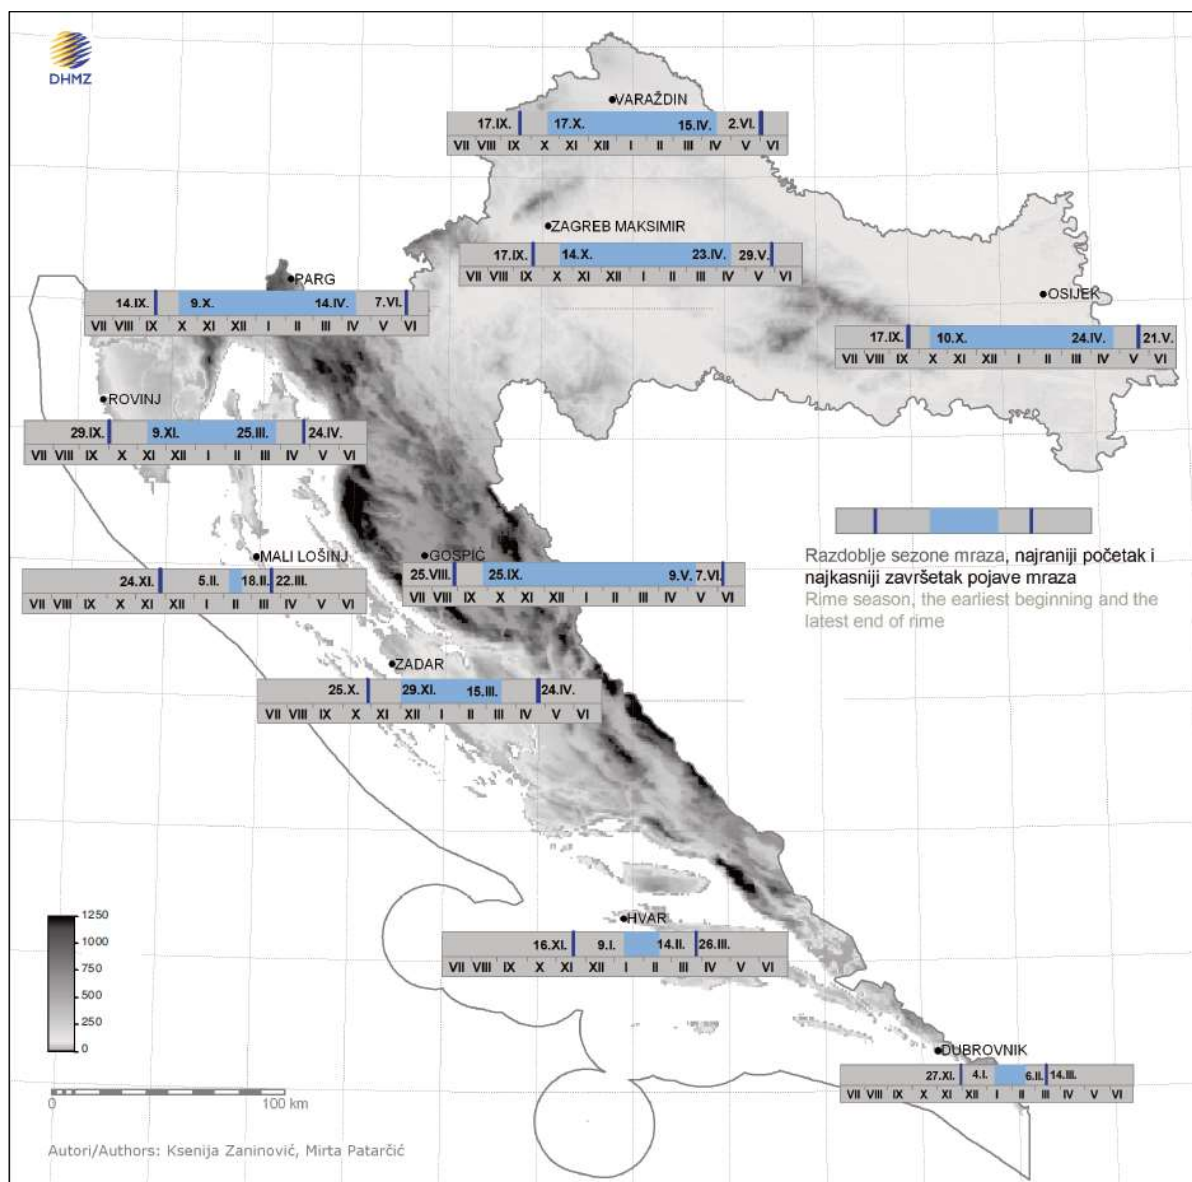 DHMZ
VARAŽDIN
17.IX. 17.X. 15.IV. 2.VI.
VII VIII IX X XI XII I II III IV V VI
ZAGREB MAKSIMIR
17.IX. 14.X. 23.IV. 29.V.
VII VIII IX X XI XII I II III IV V VI
PARG
14.IX. 9.X. 14.IV. 7.VI.
VII VIII IX X XI XII I II III IV V VI
OSIJEK
17.IX. 10.X. 24.IV. 21.V.
VII VIII IX X XI XII I II III IV V VI
ROVINJ
29.IX. 9.XI. 25.III. 24.IV.
VII VIII IX X XI XII I II III IV V VI
MALI LOŠINJ
24.XI. 5.II. 18.II. 22.III.
VII VIII IX X XI XII I II III IV V VI
GOSPIĆ
25.VIII. 25.IX. 9.V. 7.VI.
VII VIII IX X XI XII I II III IV V VI
Razdoblje sezone mraza, najraniji početak i
najkasniji završetak pojave mraza
Rime season, the earliest beginning and the
latest end of rime
ZADAR
25.X. 29.XI. 15.III. 24.IV.
VII VIII IX X XI XII I II III IV V VI
HVAR
16.XI. 9.I. 14.II. 26.III.
VII VIII IX X XI XII I II III IV V VI
DUBROVNIK
27.XI. 4.I. 6.II. 14.III.
VII VIII IX X XI XII I II III IV V VI
1250
1000
750
500
250
0
0 100 km
Autori/Authors: Ksenija Zaninović, Mirta Patarčić